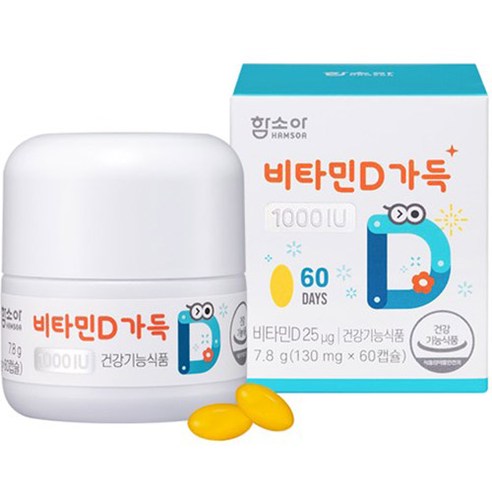 함소아
HAMSOA
비타민D 가득
1000 IU
60
DAYS
비타민D 25 μg 건강기능식품
7.8 g (130 mg × 60캡슐)
건강
기능식품
함소아
HAMSOA
비타민D 가득
1000 IU
건강기능식품
7.8 g